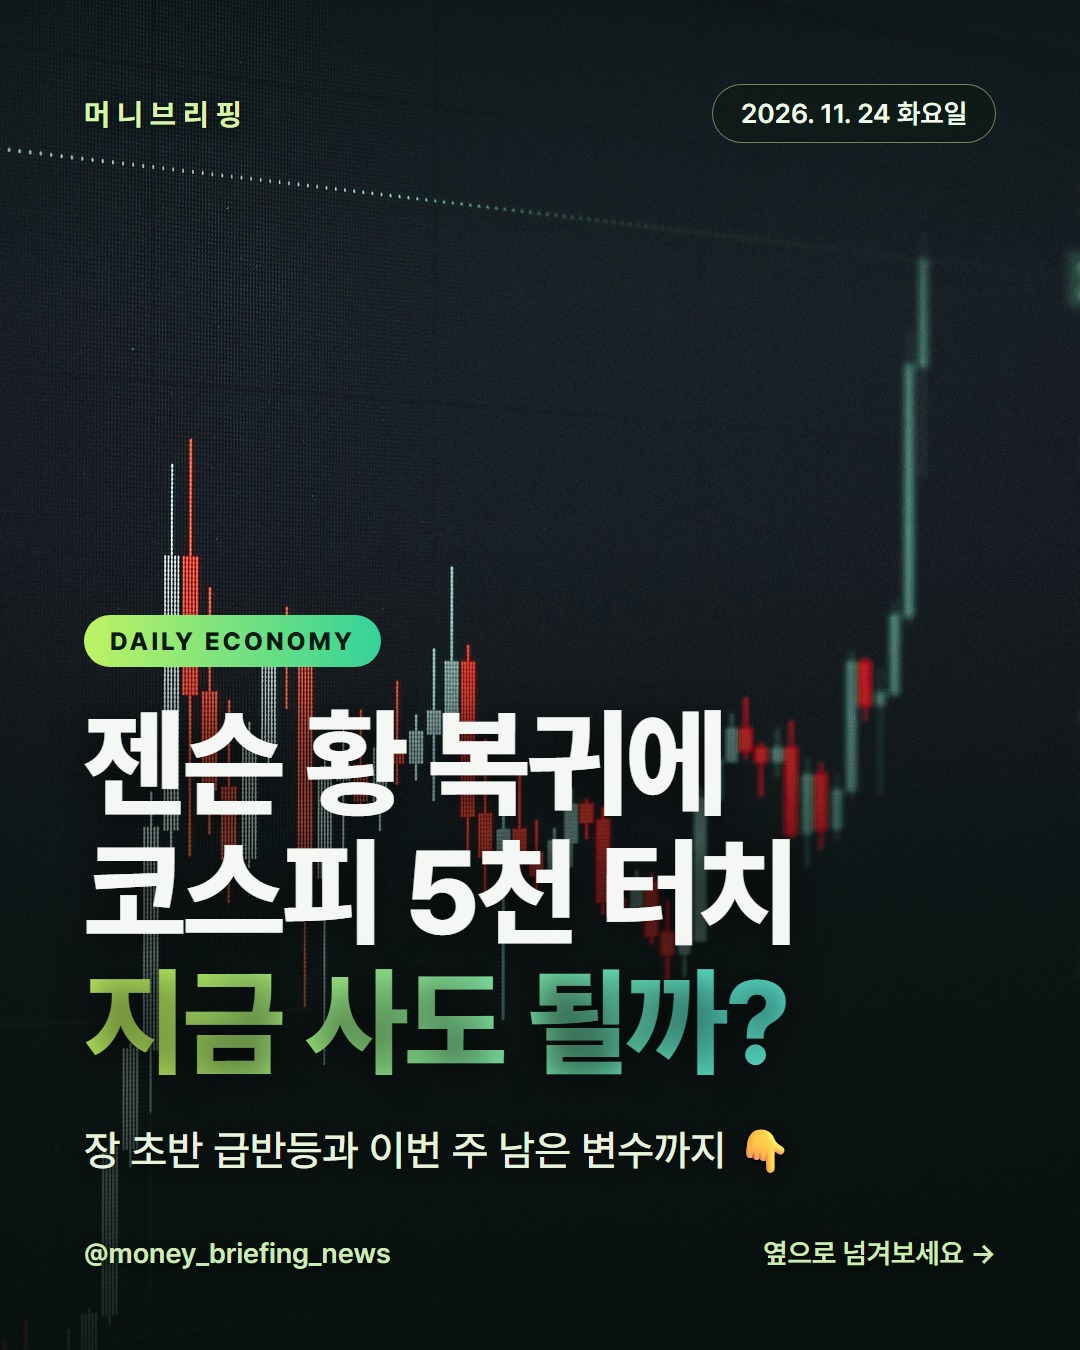 머니브리핑
2026. 11. 24 화요일
DAILY ECONOMY
젠슨 황 복귀에
코스피 5천 터치
지금 사도 될까?
장 초반 급반등과 이번 주 남은 변수까지 👇
@money_briefing_news
옆으로 넘겨보세요 →